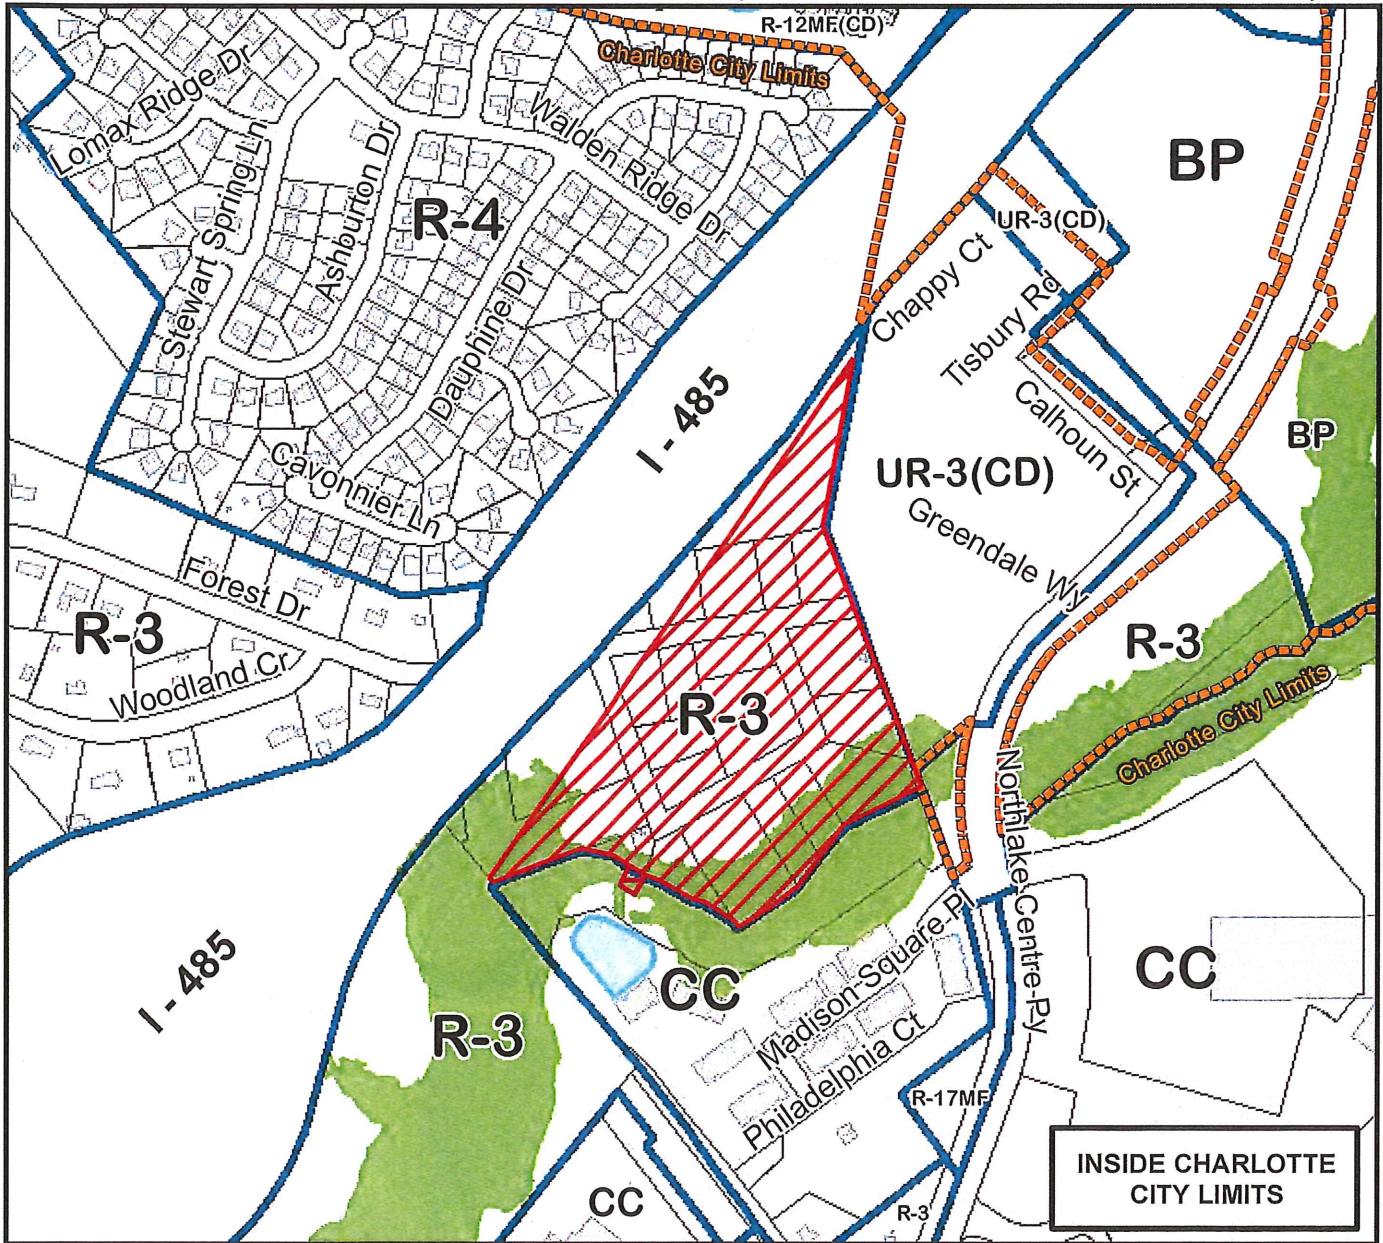 R-12MF(CD)
Charlotte City Limits
Lomax Ridge Dr
Stewart Spring Ln
Ashburton Dr
R-4
Walden Ridge Dr
Dauphine Dr
Cavonnier Ln
BP
UR-3(CD)
Chappy Ct
Tisbury Rd
Calhoun St
I - 485
BP
UR-3(CD)
Greendale Wy
Forest Dr
R-3
Woodland Cr
R-3
R-3
Charlotte City Limits
Northlake-Centre-Py
I - 485
R-3
CC
Madison-Square-Pl
Philadelphia Ct
CC
R-17MF
CC
R-3
INSIDE CHARLOTTE
CITY LIMITS